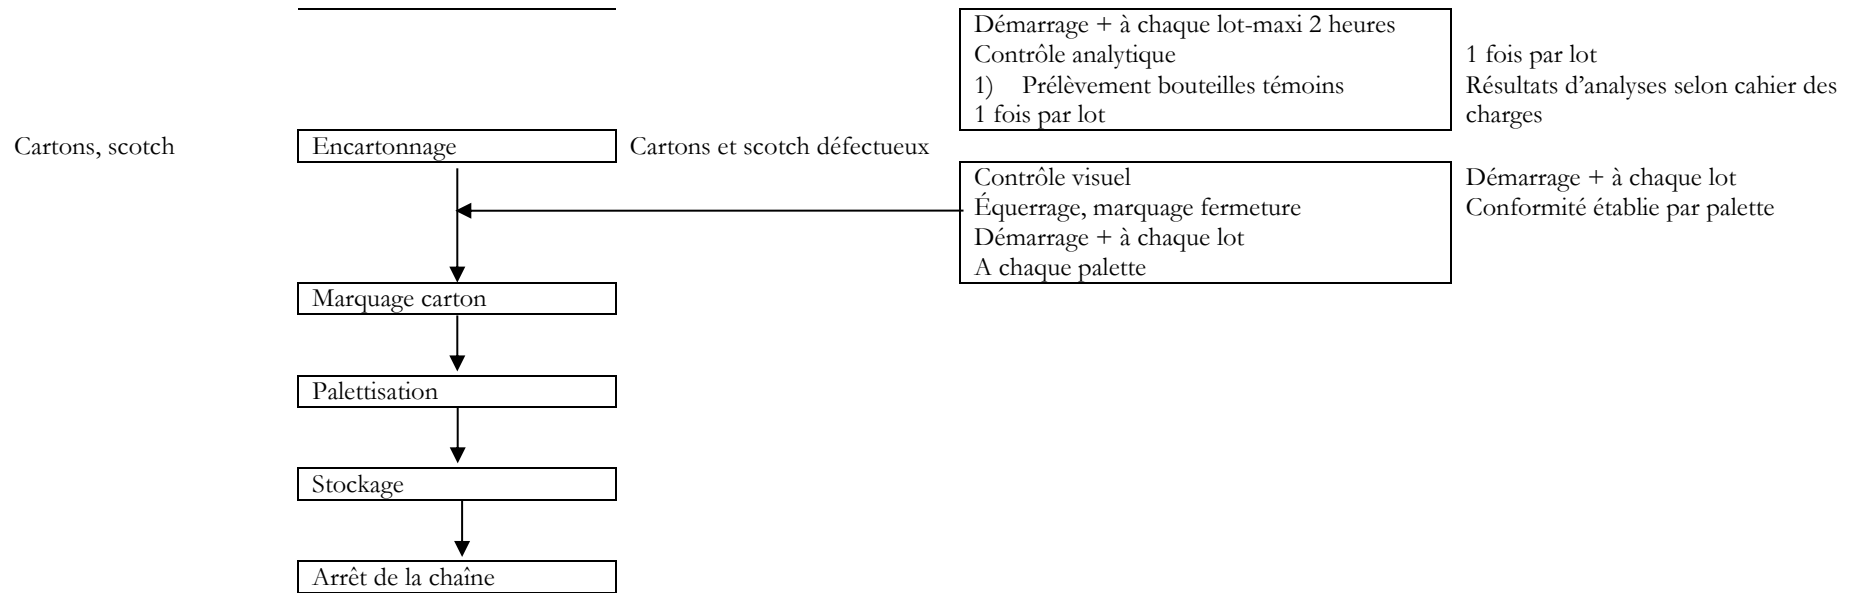 Démarrage + à chaque lot-maxi 2 heures
Contrôle analytique
1) Prélèvement bouteilles témoins
1 fois par lot
1 fois par lot
Résultats d'analyses selon cahier des
charges
Cartons, scotch
Encartonnage
Cartons et scotch défectueux
Contrôle visuel
Équerrage, marquage fermeture
Démarrage + à chaque lot
A chaque palette
Démarrage + à chaque lot
Conformité établie par palette
Marquage carton
Palettisation
Stockage
Arrêt de la chaîne